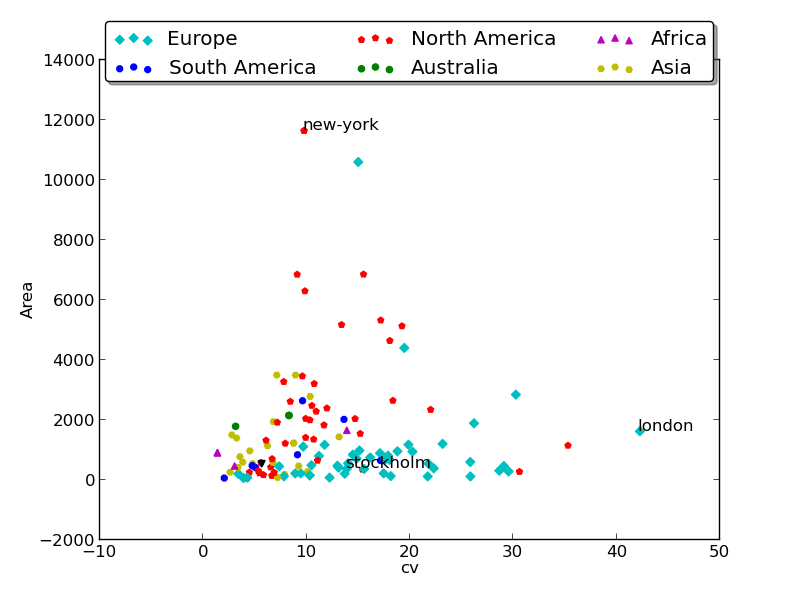 Europe North America Africa
South America Australia Asia
14000
12000
new-york
10000
8000
6000
Area
4000
2000
london
stockholm
0
−2000
−10 0 10 20 30 40 50
cv